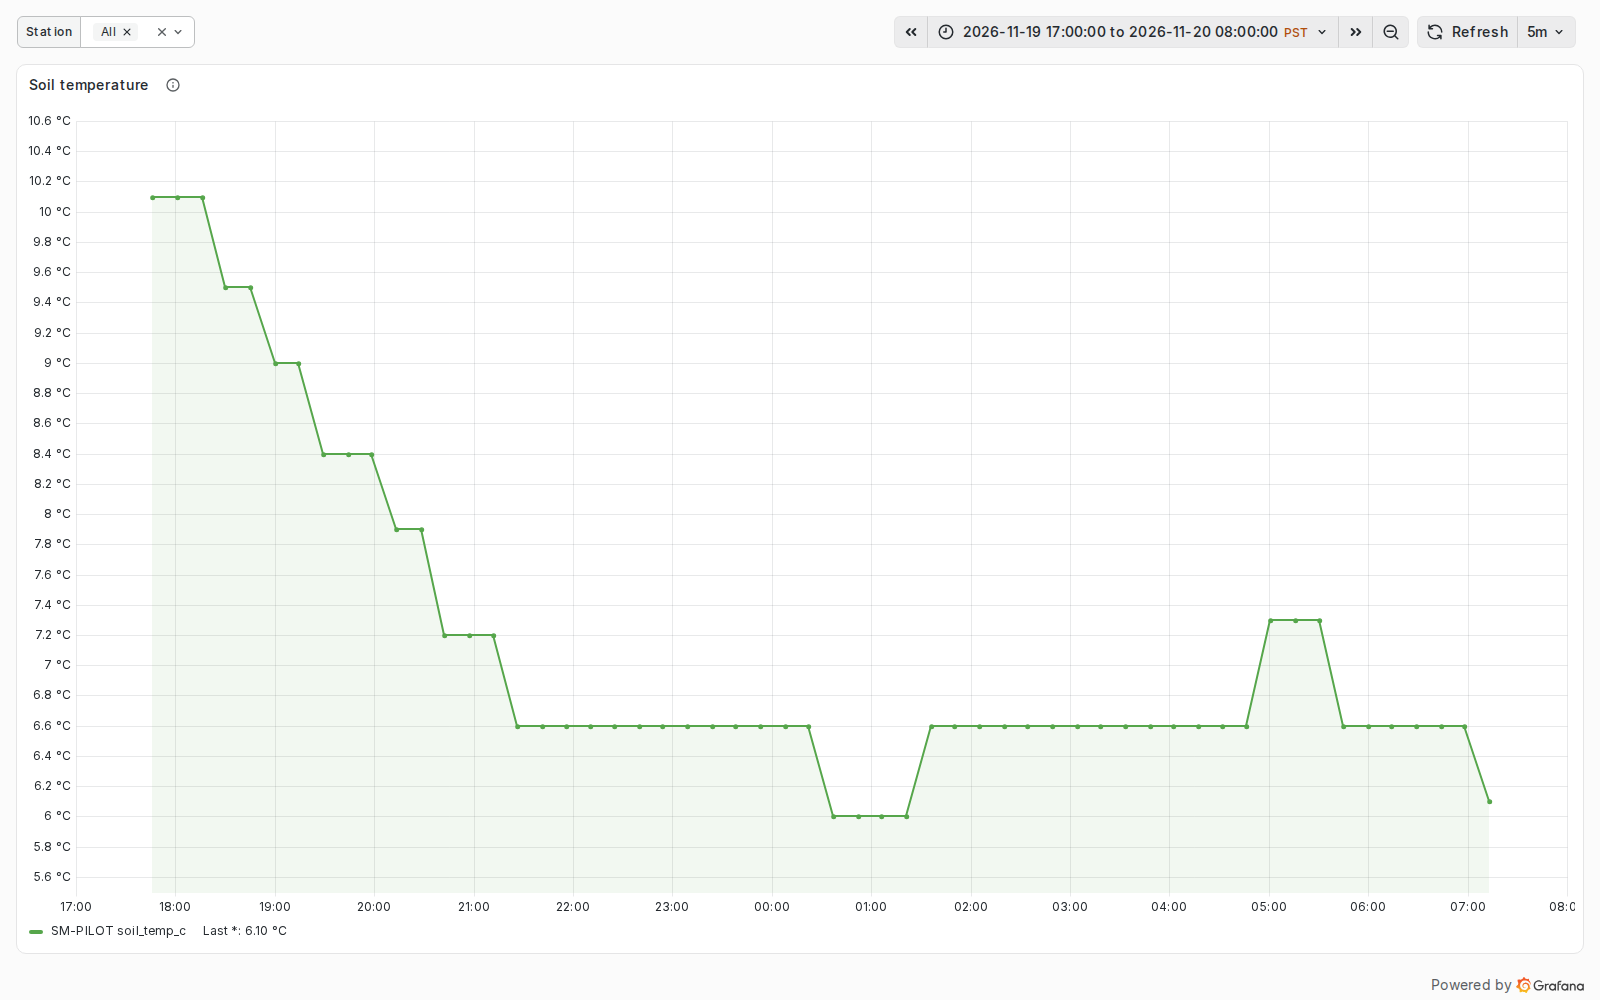 Station All
2026-11-19 17:00:00 to 2026-11-20 08:00:00 PST
Refresh 5m
Soil temperature
10.6 °C
10.4 °C
10.2 °C
10 °C
9.8 °C
9.6 °C
9.4 °C
9.2 °C
9 °C
8.8 °C
8.6 °C
8.4 °C
8.2 °C
8 °C
7.8 °C
7.6 °C
7.4 °C
7.2 °C
7 °C
6.8 °C
6.6 °C
6.4 °C
6.2 °C
6 °C
5.8 °C
5.6 °C
17:00 18:00 19:00 20:00 21:00 22:00 23:00 00:00 01:00 02:00 03:00 04:00 05:00 06:00 07:00 08:0
SM-PILOT soil_temp_c Last *: 6.10 °C
Powered by Grafana